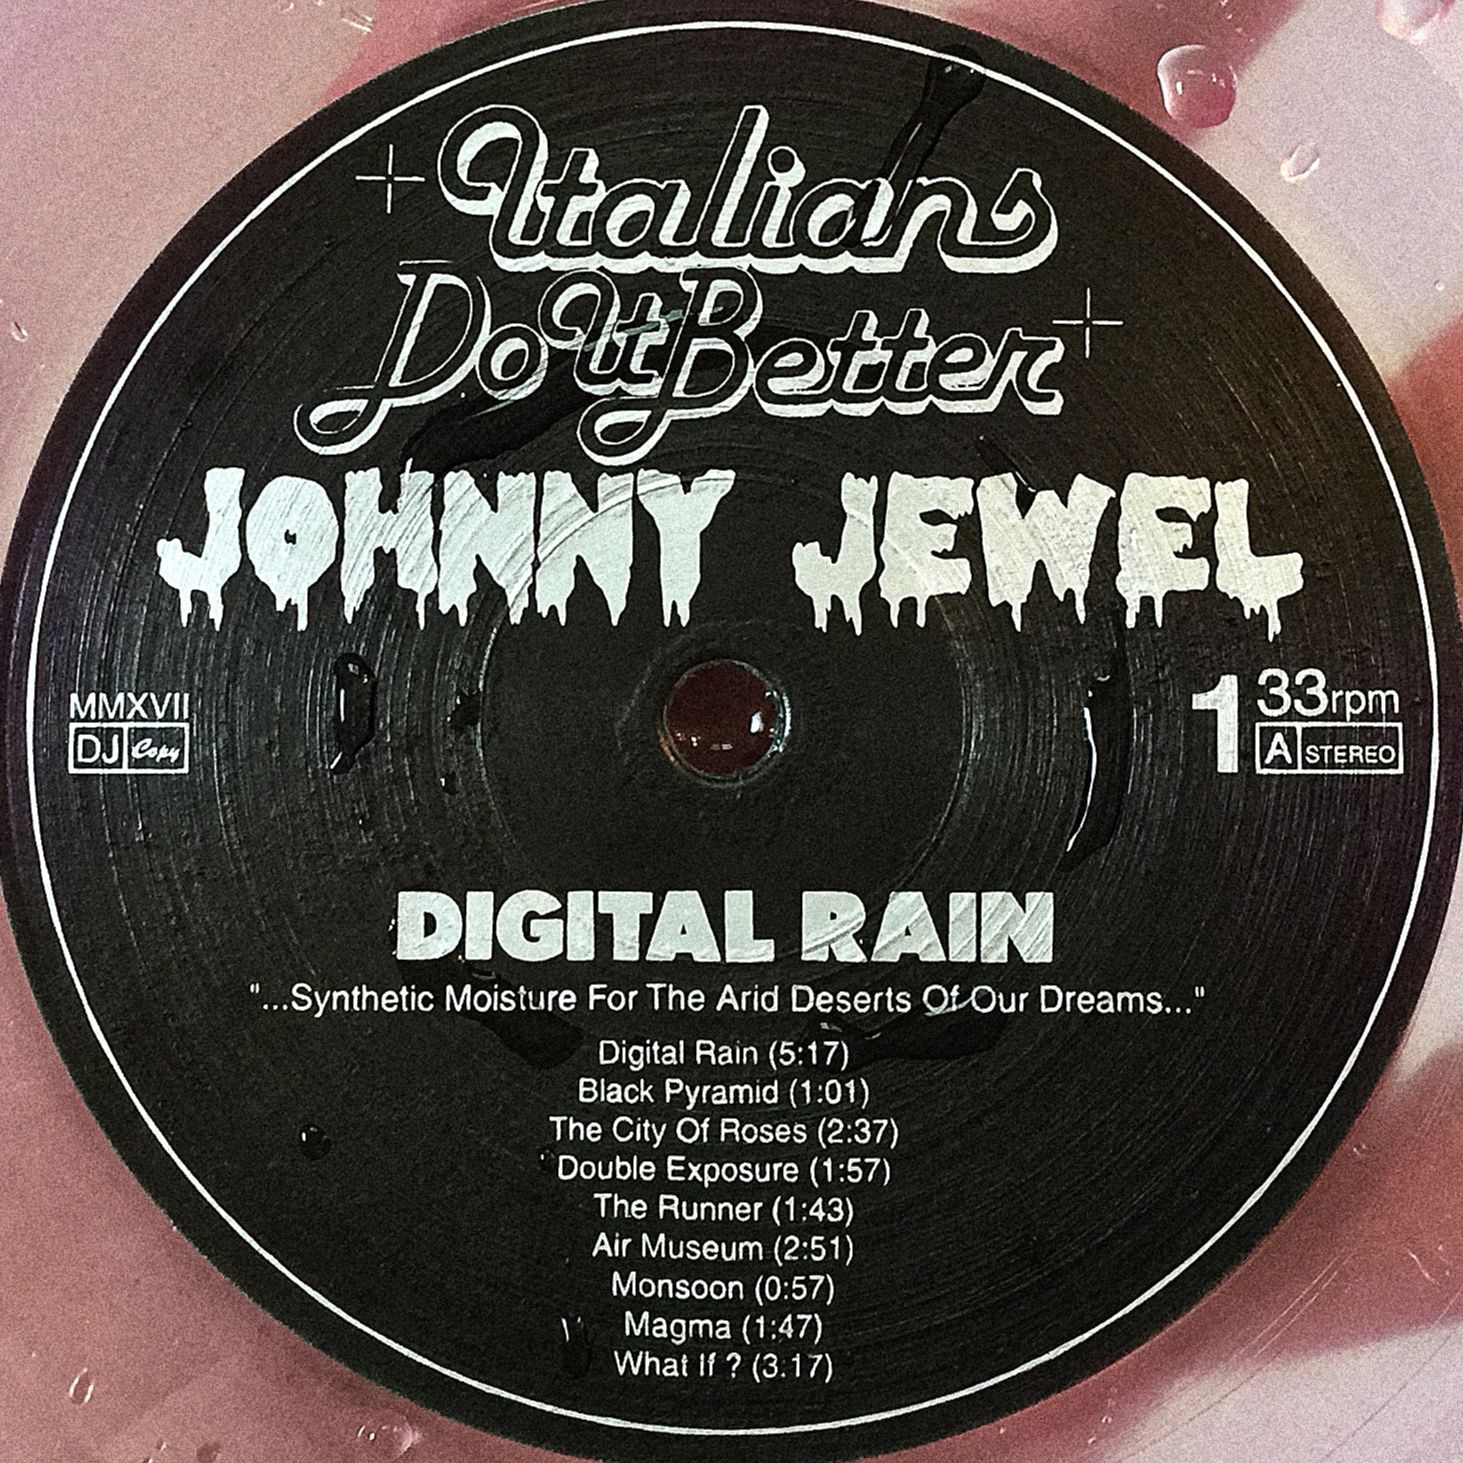 Italians
Do It Better
JOHNNY JEWEL
MMXVII
DJ Copy
1 33rpm
A STEREO
DIGITAL RAIN
"...Synthetic Moisture For The Arid Deserts Of Our Dreams..."
Digital Rain (5:17)
Black Pyramid (1:01)
The City Of Roses (2:37)
Double Exposure (1:57)
The Runner (1:43)
Air Museum (2:51)
Monsoon (0:57)
Magma (1:47)
What If ? (3.17)